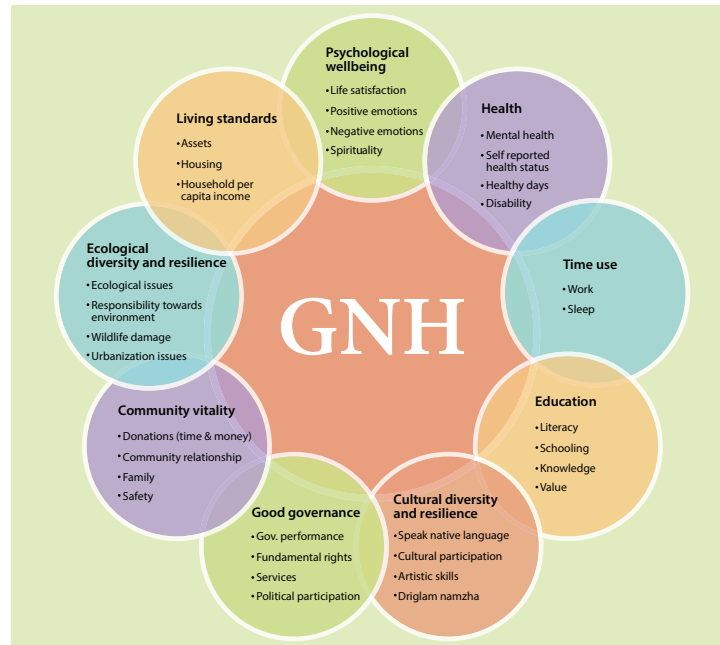 Psychological
wellbeing
•Life satisfaction
•Positive emotions
•Negative emotions
•Spirituality
Health
•Mental health
•Self reported
health status
•Healthy days
•Disability
Time use
•Work
•Sleep
Education
•Literacy
•Schooling
•Knowledge
•Value
Cultural diversity
and resilience
•Speak native language
•Cultural participation
•Artistic skills
•Driglam namzha
Good governance
•Gov. performance
•Fundamental rights
•Services
•Political participation
Community vitality
•Donations (time & money)
•Community relationship
•Family
•Safety
Ecological
diversity and resilience
•Ecological issues
•Responsibility towards
environment
•Wildlife damage
•Urbanization issues
Living standards
•Assets
•Housing
•Household per
capita income
GNH